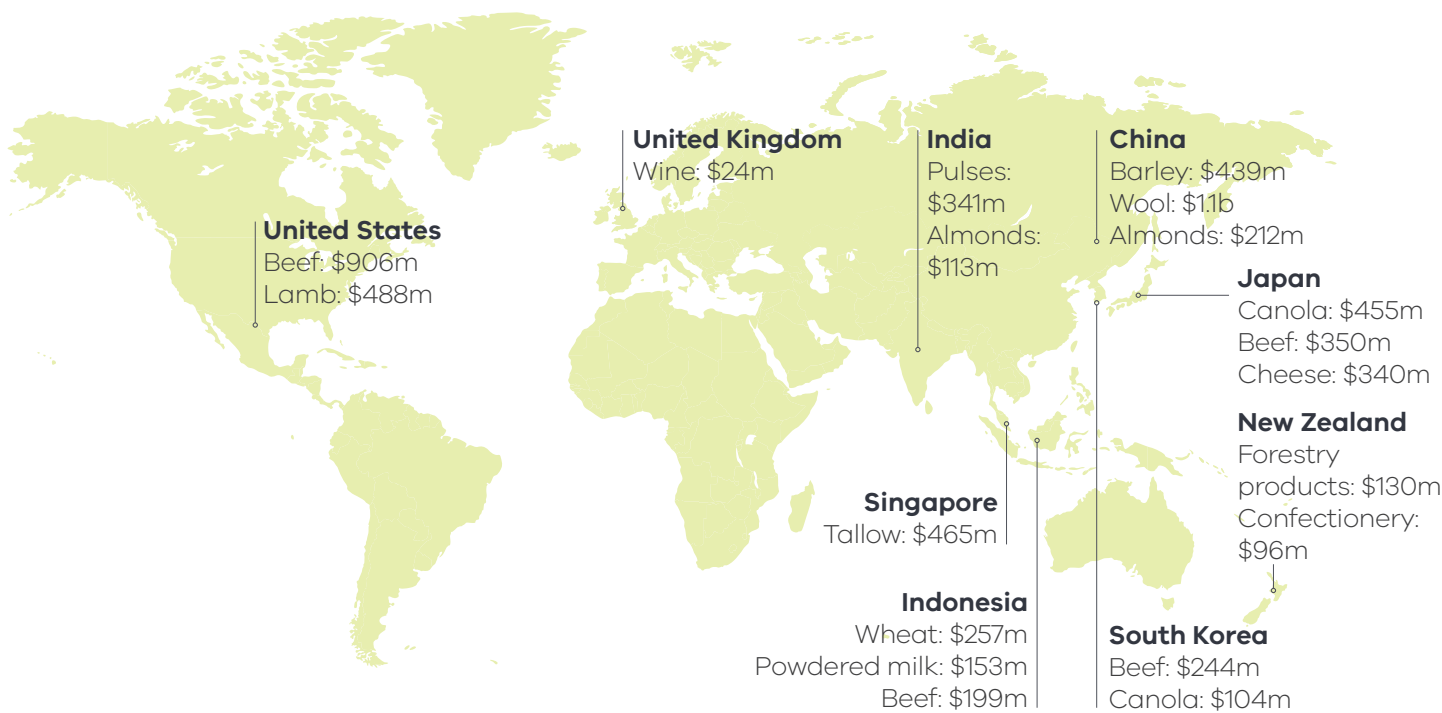 United Kingdom
Wine: $24m
India
Pulses:
$341m
Almonds:
$113m
China
Barley: $439m
Wool: $1.1b
Almonds: $212m
United States
Beef: $906m
Lamb: $488m
Japan
Canola: $455m
Beef: $350m
Cheese: $340m
New Zealand
Forestry
products: $130m
Confectionery:
$96m
Singapore
Tallow: $465m
Indonesia
Wheat: $257m
Powdered milk: $153m
Beef: $199m
South Korea
Beef: $244m
Canola: $104m